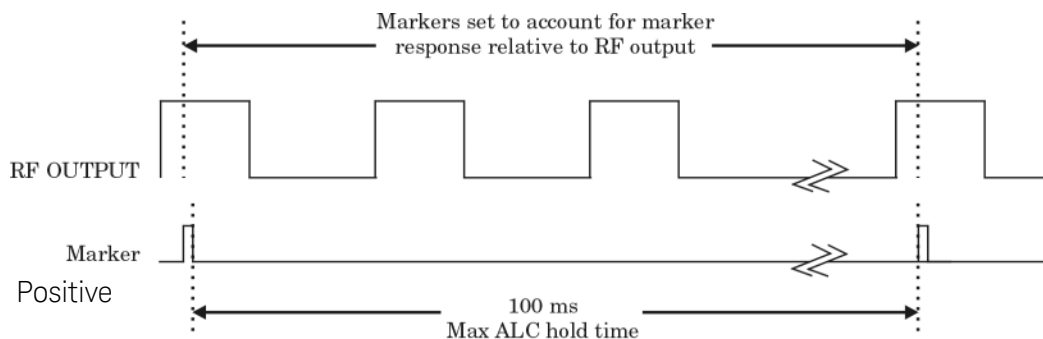 Markers set to account for marker
response relative to RF output
RF OUTPUT
Marker
Positive
100 ms
Max ALC hold time